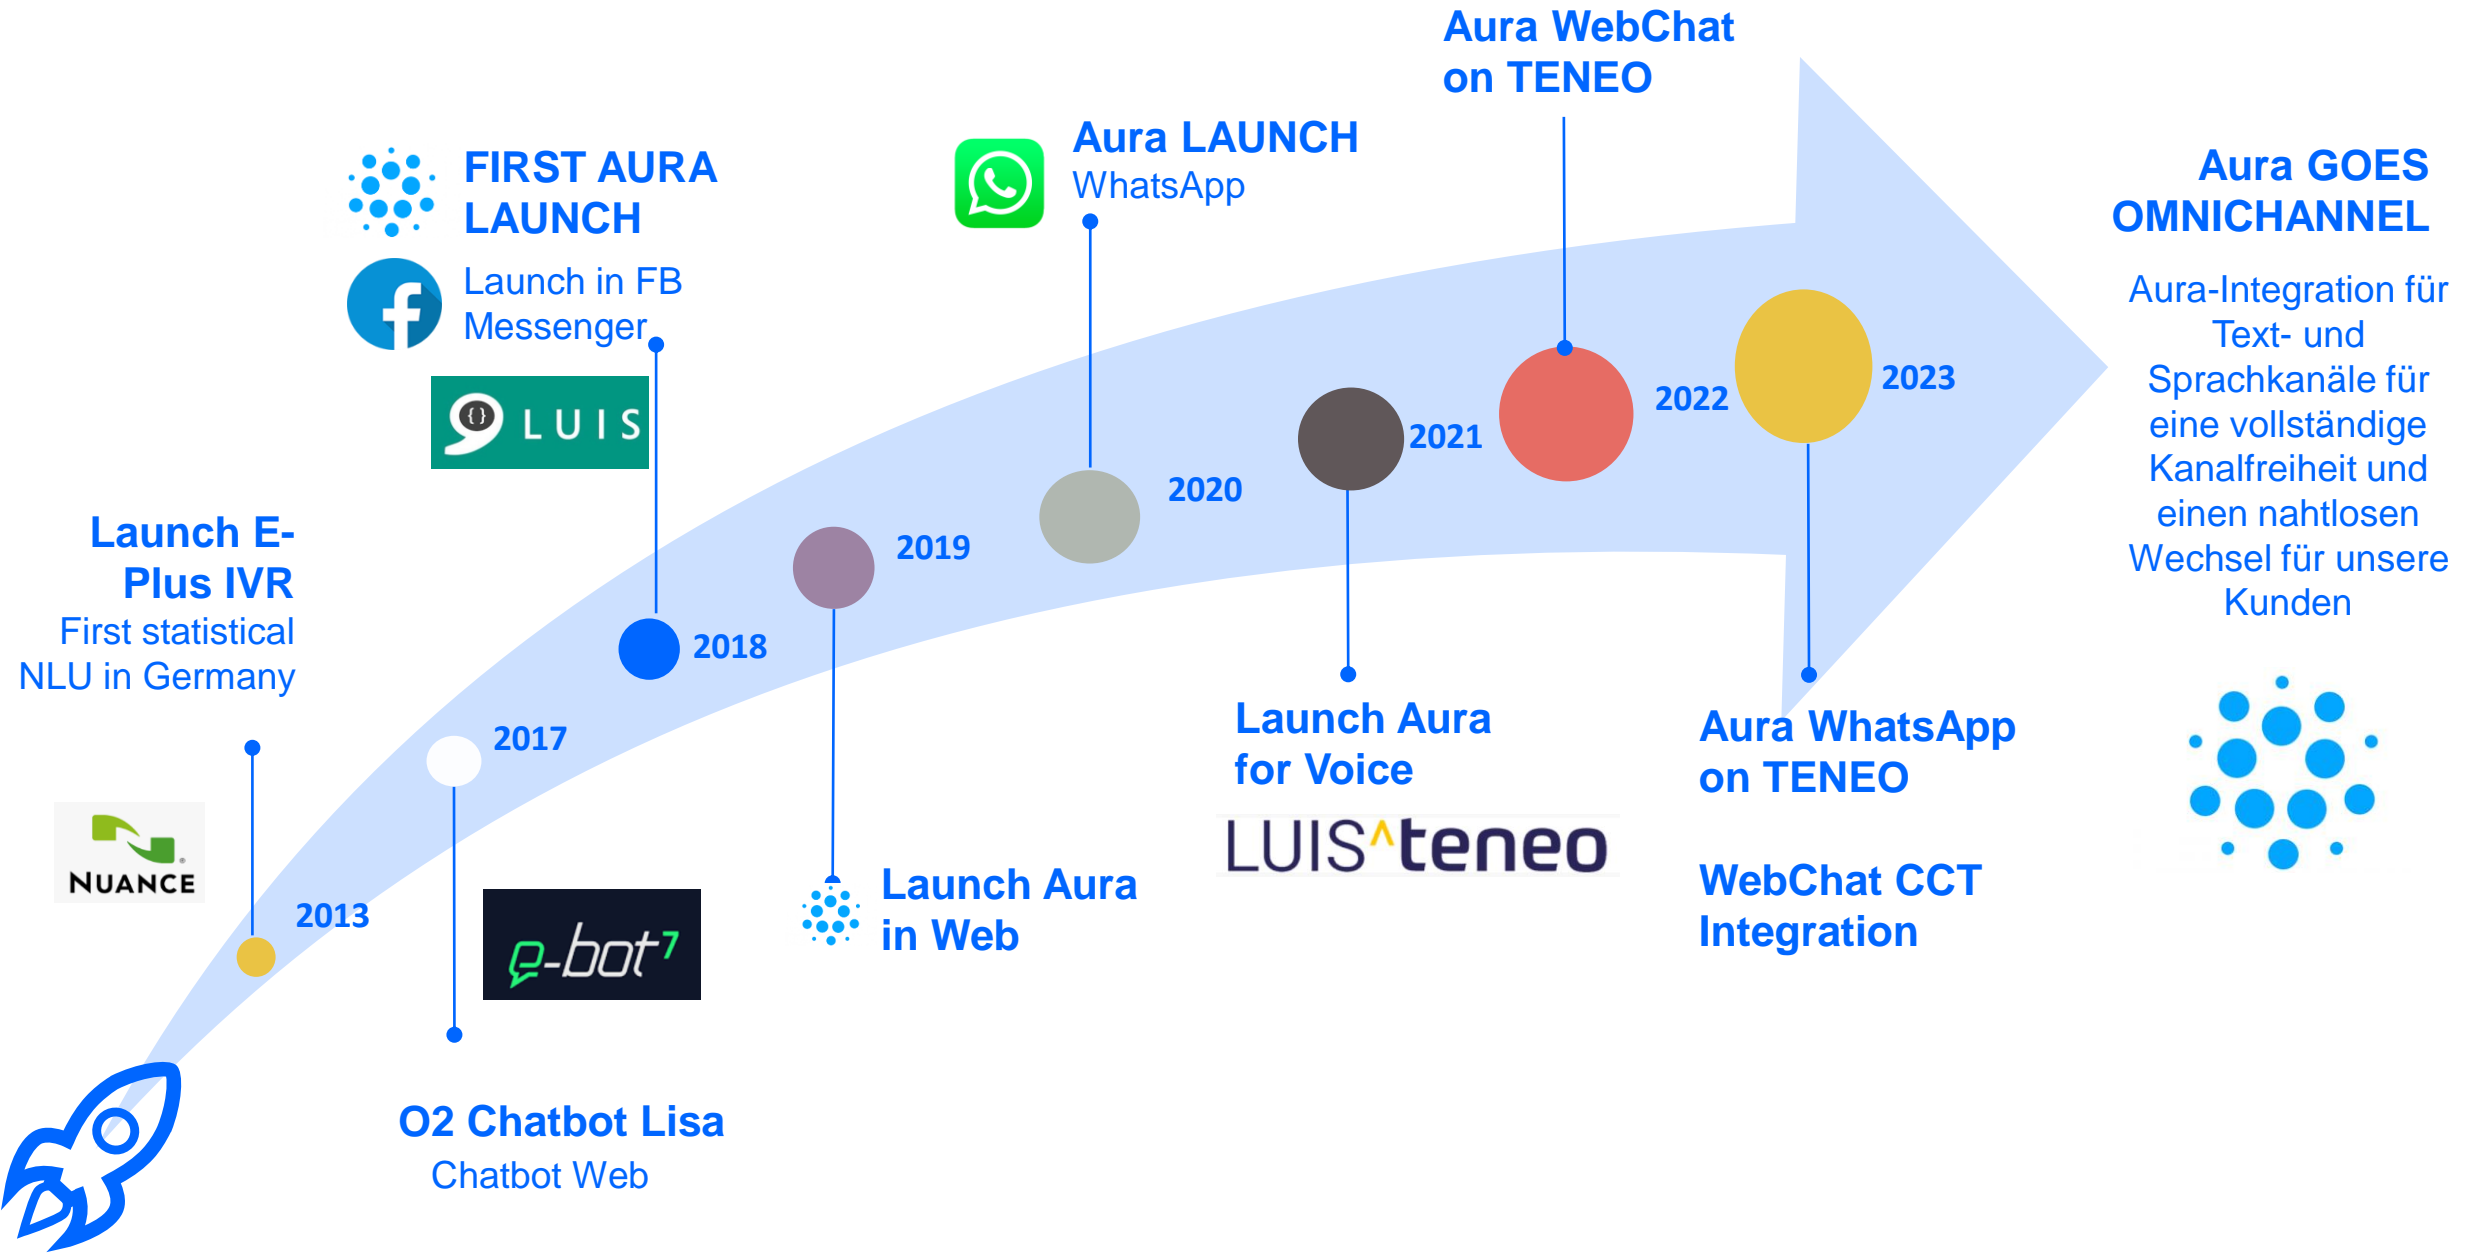 Launch E-
Plus IVR
First statistical
NLU in Germany
NUANCE
2013
2017
e-bot7
O2 Chatbot Lisa
Chatbot Web
FIRST AURA
LAUNCH
Launch in FB
Messenger
LUIS
2018
2019
Launch Aura
in Web
Aura LAUNCH
WhatsApp
2020
2021
Launch Aura
for Voice
LUIS^teneo
Aura WebChat
on TENEO
2022
2023
Aura WhatsApp
on TENEO
WebChat CCT
Integration
Aura GOES
OMNICHANNEL
Aura-Integration für
Text- und
Sprachkanäle für
eine vollständige
Kanalfreiheit und
einen nahtlosen
Wechsel für unsere
Kunden